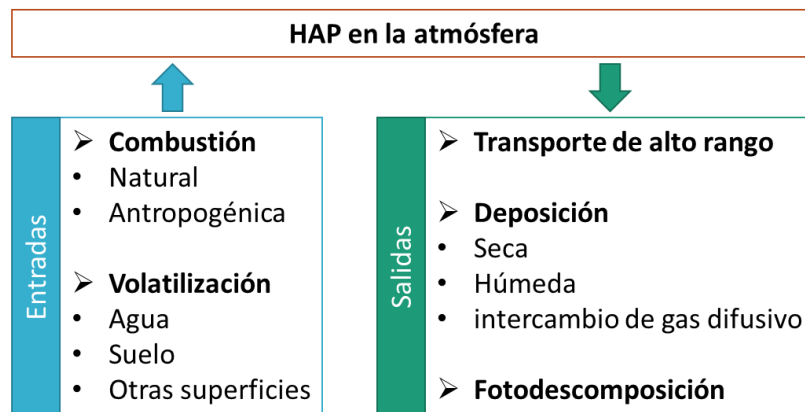 HAP en la atmósfera
Entradas
➢ Combustión
• Natural
• Antropogénica
➢ Volatilización
• Agua
• Suelo
• Otras superficies
Salidas
➢ Transporte de alto rango
➢ Deposición
• Seca
• Húmeda
• intercambio de gas difusivo
➢ Fotodescomposición